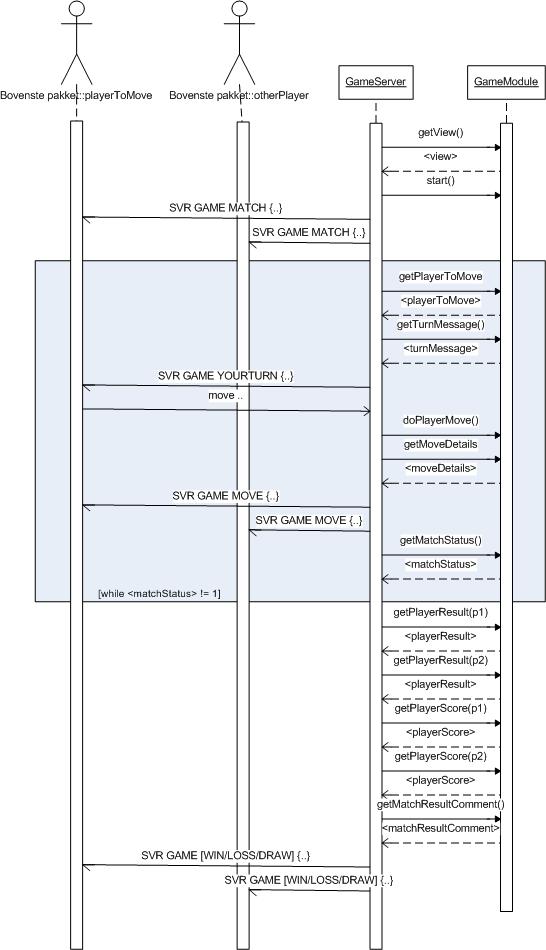 Bovenste pakket::playerToMove
Bovenste pakket::otherPlayer
GameServer
GameModule
getView()
<view>
start()
SVR GAME MATCH {..}
SVR GAME MATCH {..}
getPlayerToMove
<playerToMove>
getTurnMessage()
<turnMessage>
SVR GAME YOURTURN {..}
move ..
doPlayerMove()
getMoveDetails
<moveDetails>
SVR GAME MOVE {..}
SVR GAME MOVE {..}
getMatchStatus()
<matchStatus>
[while <matchStatus> != 1]
getPlayerResult(p1)
<playerResult>
getPlayerResult(p2)
<playerResult>
getPlayerScore(p1)
<playerScore>
getPlayerScore(p2)
<playerScore>
getMatchResultComment()
<matchResultComment>
SVR GAME [WIN/LOSS/DRAW] {..}
SVR GAME [WIN/LOSS/DRAW] {..}